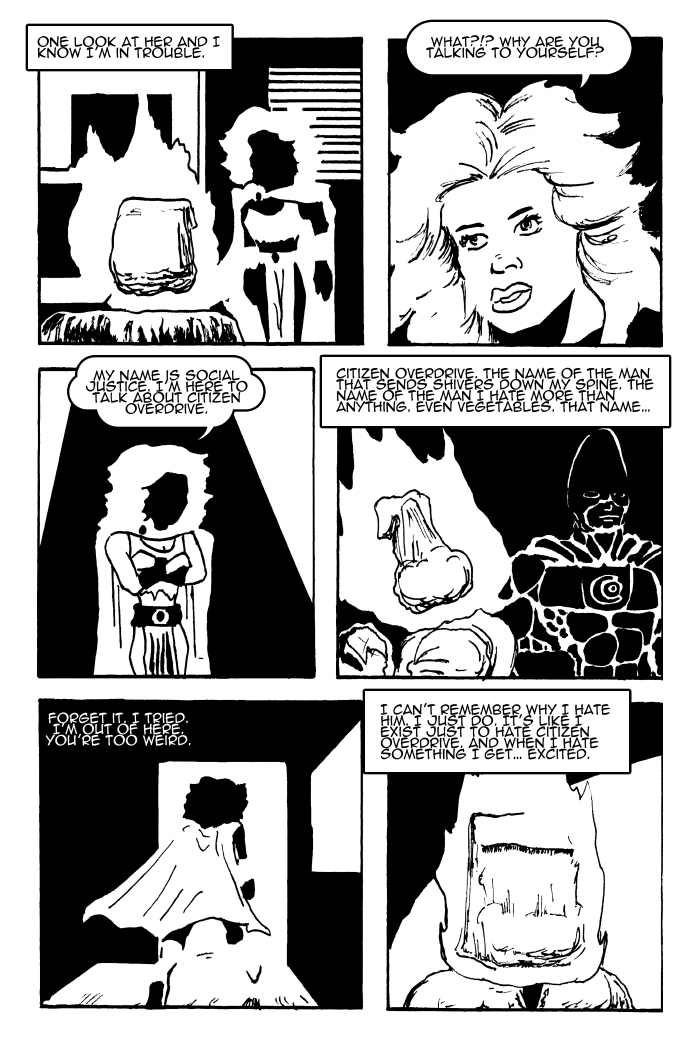 ONE LOOK AT HER AND I
KNOW I'M IN TROUBLE.
WHAT?!? WHY ARE YOU
TALKING TO YOURSELF?
MY NAME IS SOCIAL
JUSTICE. I'M HERE TO
TALK ABOUT CITIZEN
OVERDRIVE.
CITIZEN OVERDRIVE. THE NAME OF THE MAN
THAT SENDS SHIVERS DOWN MY SPINE. THE
NAME OF THE MAN I HATE MORE THAN
ANYTHING. EVEN VEGETABLES. THAT NAME...
FORGET IT. I TRIED.
I'M OUT OF HERE.
YOU'RE TOO WEIRD.
I CAN'T REMEMBER WHY I HATE
HIM. I JUST DO. IT'S LIKE I
EXIST JUST TO HATE CITIZEN
OVERDRIVE. AND WHEN I HATE
SOMETHING I GET... EXCITED.